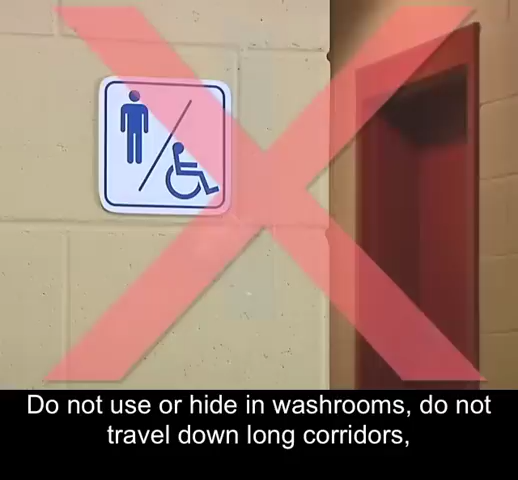 Do not use or hide in washrooms, do not
travel down long corridors,